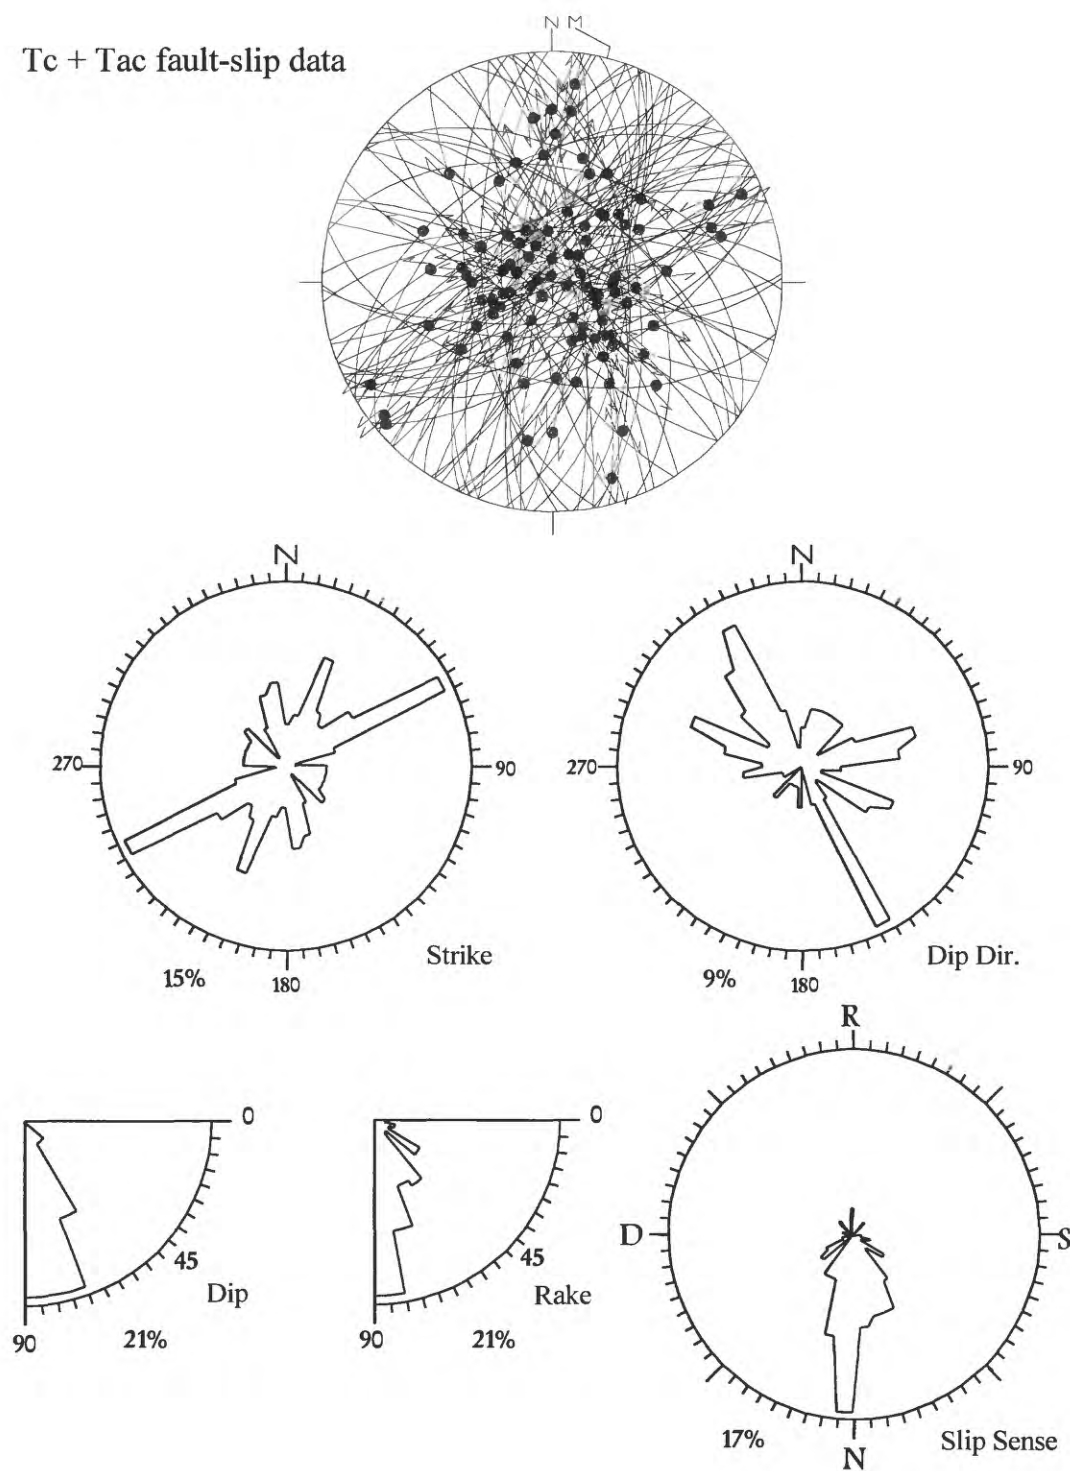 N M
Tc + Tac fault-slip data
N
N
270
90
270
90
Strike
Dip Dir.
15%
180
9%
180
R
0
0
D
S
45
45
Dip
Rake
90
21%
90
21%
17%
Slip Sense
N